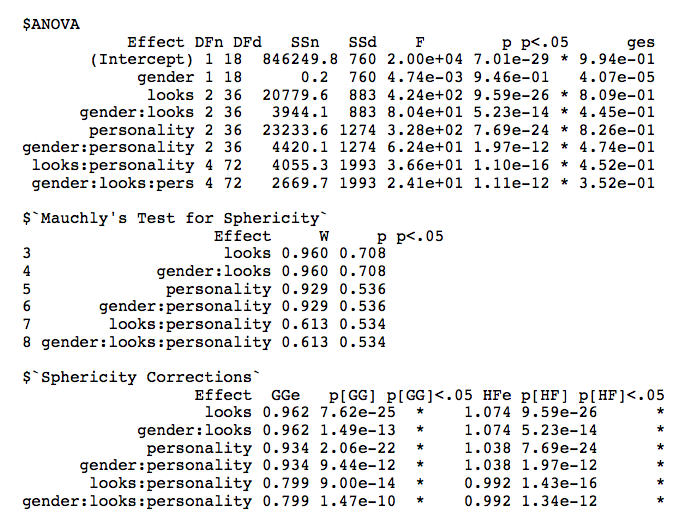 $ANOVA
Effect DFn DFd SSn SSd F p p<.05 ges
(Intercept) 1 18 846249.8 760 2.00e+04 7.01e-29 * 9.94e-01
gender 1 18 0.2 760 4.74e-03 9.46e-01 4.07e-05
looks 2 36 20779.6 883 4.24e+02 9.59e-26 * 8.09e-01
gender:looks 2 36 3944.1 883 8.04e+01 5.23e-14 * 4.45e-01
personality 2 36 23233.6 1274 3.28e+02 7.69e-24 * 8.26e-01
gender:personality 2 36 4420.1 1274 6.24e+01 1.97e-12 * 4.74e-01
looks:personality 4 72 4055.3 1993 3.66e+01 1.10e-16 * 4.52e-01
gender:looks:pers 4 72 2669.7 1993 2.41e+01 1.11e-12 * 3.52e-01
$`Mauchly's Test for Sphericity`
Effect W p p<.05
3 looks 0.960 0.708
4 gender:looks 0.960 0.708
5 personality 0.929 0.536
6 gender:personality 0.929 0.536
7 looks:personality 0.613 0.534
8 gender:looks:personality 0.613 0.534
$`Sphericity Corrections`
Effect GGe p[GG] p[GG]<.05 HFe p[HF] p[HF]<.05
looks 0.962 7.62e-25 * 1.074 9.59e-26 *
gender:looks 0.962 1.49e-13 * 1.074 5.23e-14 *
personality 0.934 2.06e-22 * 1.038 7.69e-24 *
gender:personality 0.934 9.44e-12 * 1.038 1.97e-12 *
looks:personality 0.799 9.00e-14 * 0.992 1.43e-16 *
gender:looks:personality 0.799 1.47e-10 * 0.992 1.34e-12 *